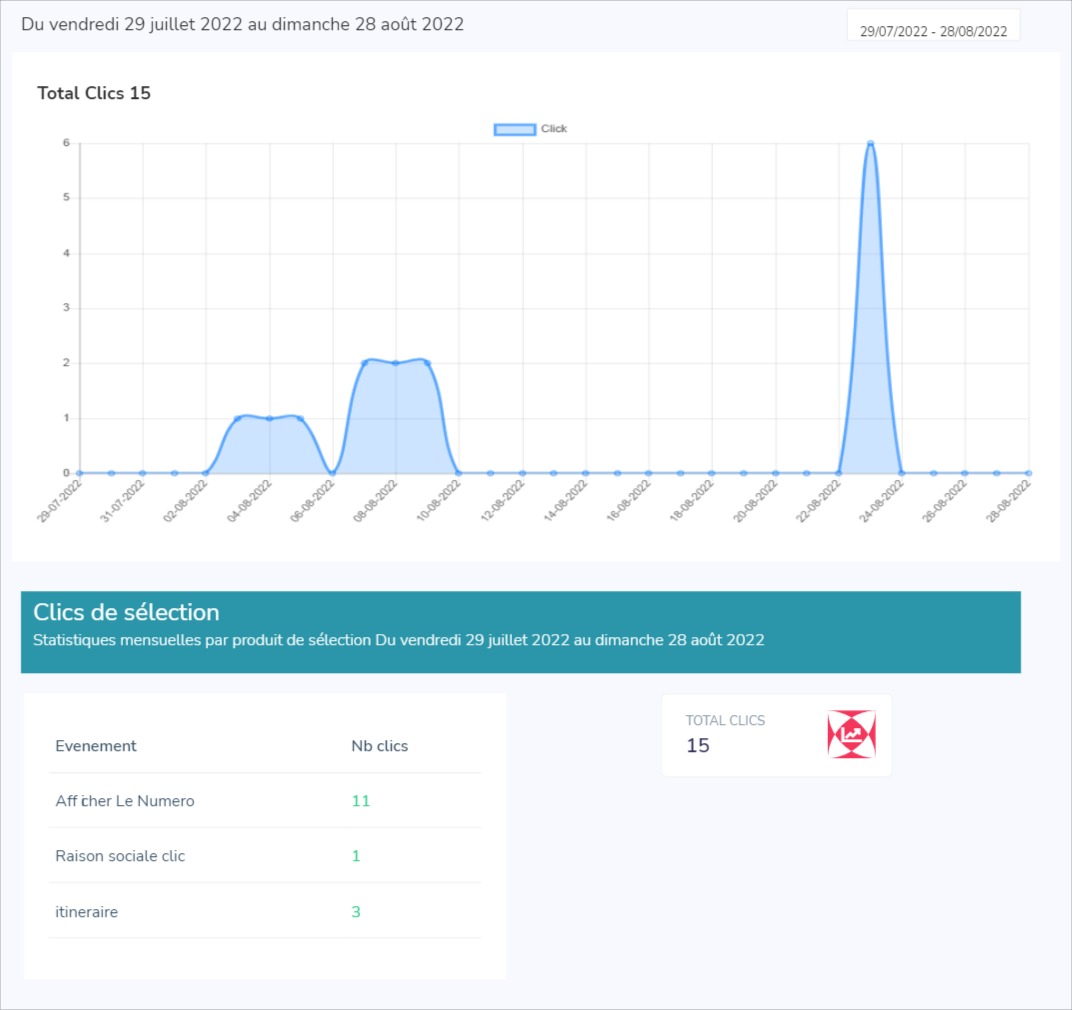 Du vendredi 29 juillet 2022 au dimanche 28 août 2022
29/07/2022 - 28/08/2022
Total Clics 15
Click
6
5
4
3
2
1
0
29-07-2022
31-07-2022
02-08-2022
04-08-2022
06-08-2022
08-08-2022
10-08-2022
12-08-2022
14-08-2022
16-08-2022
18-08-2022
20-08-2022
22-08-2022
24-08-2022
26-08-2022
28-08-2022
Clics de sélection
Statistiques mensuelles par produit de sélection Du vendredi 29 juillet 2022 au dimanche 28 août 2022
Evenement Nb clics
Afficher Le Numero 11
Raison sociale clic 1
itineraire 3
TOTAL CLICS
15